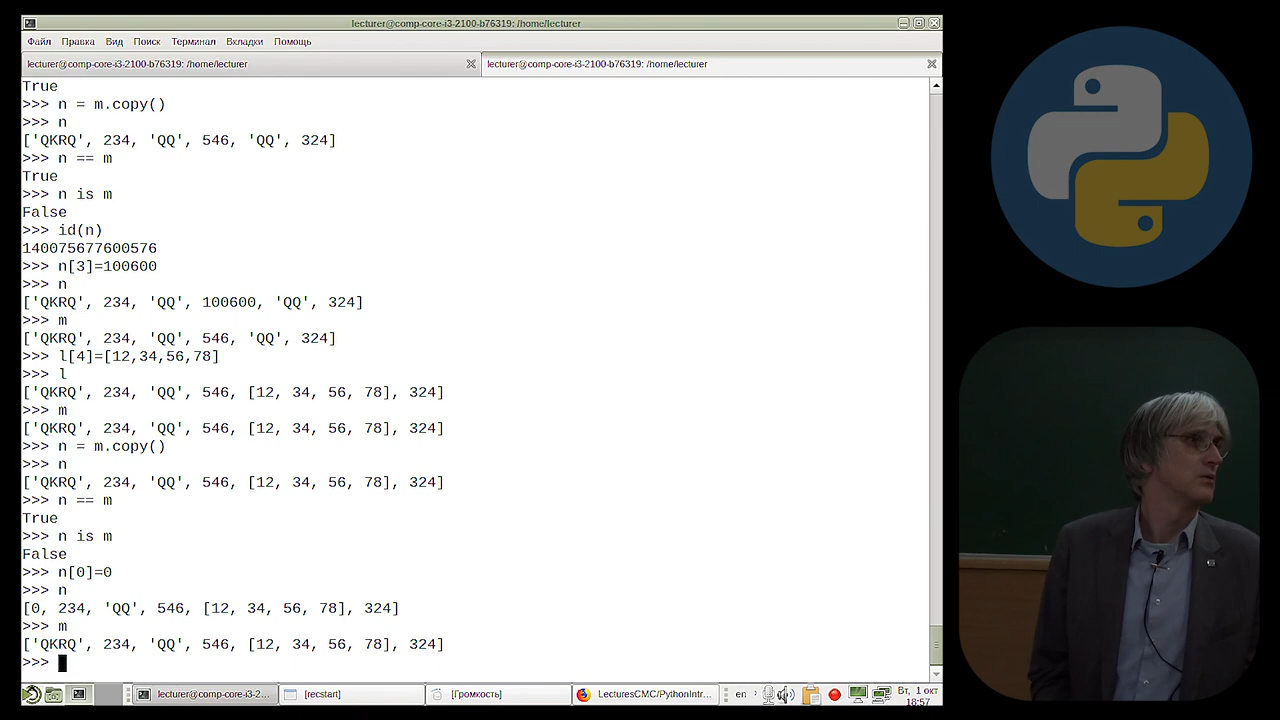 lecturer@comp-core-i3-2100-b76319: /home/lecturer
Файл Правка Вид Поиск Терминал Вкладки Помощь
lecturer@comp-core-i3-2100-b76319: /home/lecturer lecturer@comp-core-i3-2100-b76319: /home/lecturer
True
>>> n = m.copy()
>>> n
['QKRQ', 234, 'QQ', 546, 'QQ', 324]
>>> n == m
True
>>> n is m
False
>>> id(n)
140075677600576
>>> n[3]=100600
>>> n
['QKRQ', 234, 'QQ', 100600, 'QQ', 324]
>>> m
['QKRQ', 234, 'QQ', 546, 'QQ', 324]
>>> l[4]=[12,34,56,78]
>>> l
['QKRQ', 234, 'QQ', 546, [12, 34, 56, 78], 324]
>>> m
['QKRQ', 234, 'QQ', 546, [12, 34, 56, 78], 324]
>>> n = m.copy()
>>> n
['QKRQ', 234, 'QQ', 546, [12, 34, 56, 78], 324]
>>> n == m
True
>>> n is m
False
>>> n[0]=0
>>> n
[0, 234, 'QQ', 546, [12, 34, 56, 78], 324]
>>> m
['QKRQ', 234, 'QQ', 546, [12, 34, 56, 78], 324]
>>>
lecturer@comp-core-i3-2... [recstart] [Громкость] LecturesCMC/PythonIntr... en Вт, 1 окт
18:57